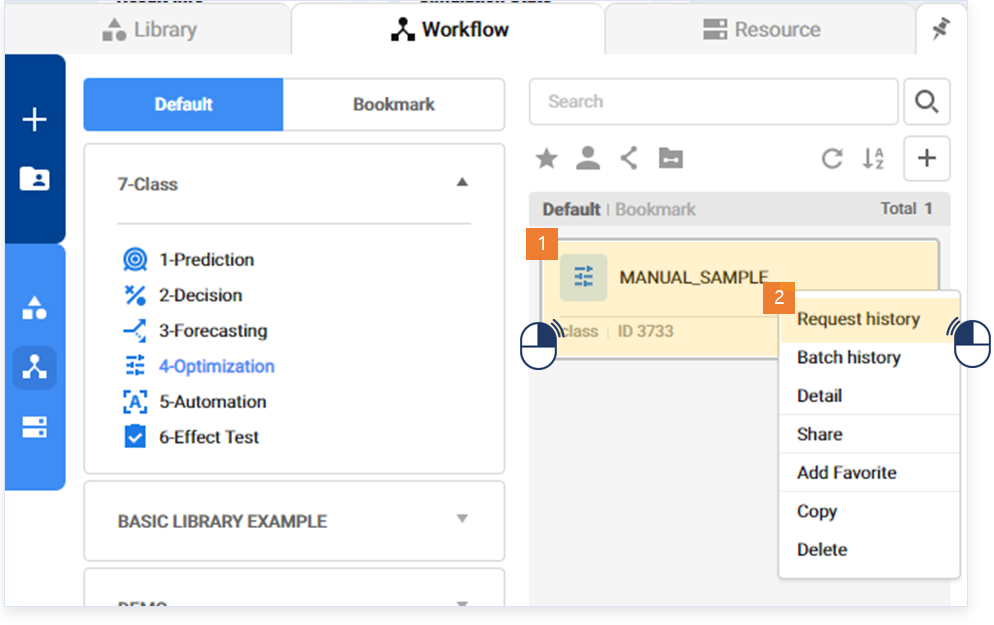 Library
Workflow
Resource
Default
Bookmark
Search
7-Class
1-Prediction
2-Decision
3-Forecasting
4-Optimization
5-Automation
6-Effect Test
BASIC LIBRARY EXAMPLE
DEMO
Default | Bookmark
Total 1
1
MANUAL_SAMPLE
class | ID 3733
2
Request history
Batch history
Detail
Share
Add Favorite
Copy
Delete